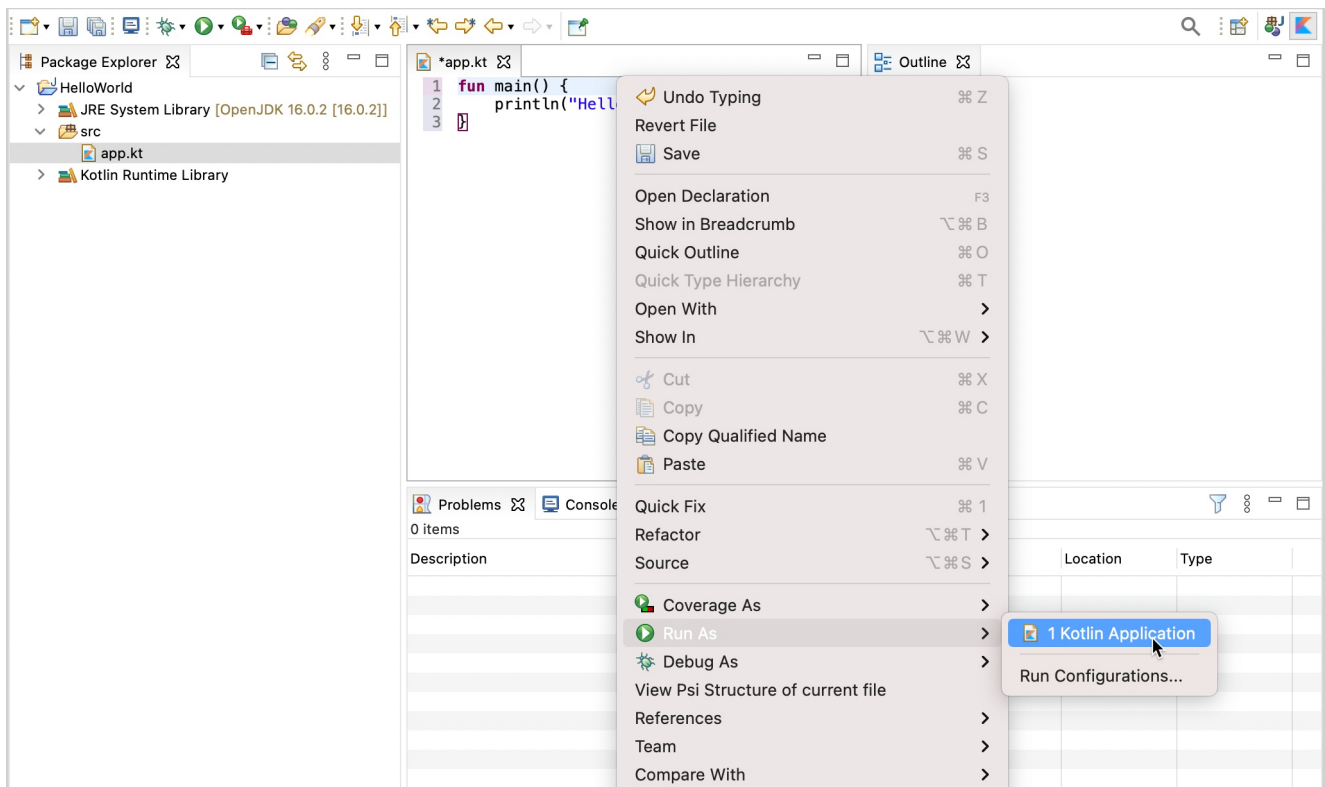 Package Explorer
HelloWorld
JRE System Library [OpenJDK 16.0.2 [16.0.2]]
src
app.kt
Kotlin Runtime Library
*app.kt
1 fun main() {
2 println("Hell
3 }
Outline
Undo Typing ⌘ Z
Revert File
Save ⌘ S
Open Declaration F3
Show in Breadcrumb ⌥⌘ B
Quick Outline ⌘ O
Quick Type Hierarchy ⌘ T
Open With
Show In ⌥⌘ W
Cut ⌘ X
Copy ⌘ C
Copy Qualified Name
Paste ⌘ V
Quick Fix ⌘ 1
Refactor ⌥⌘ T
Source ⌥⌘ S
Coverage As
Run As
Debug As
View Psi Structure of current file
References
Team
Compare With
1 Kotlin Application
Run Configurations...
Problems
Console
0 items
Description
Location
Type